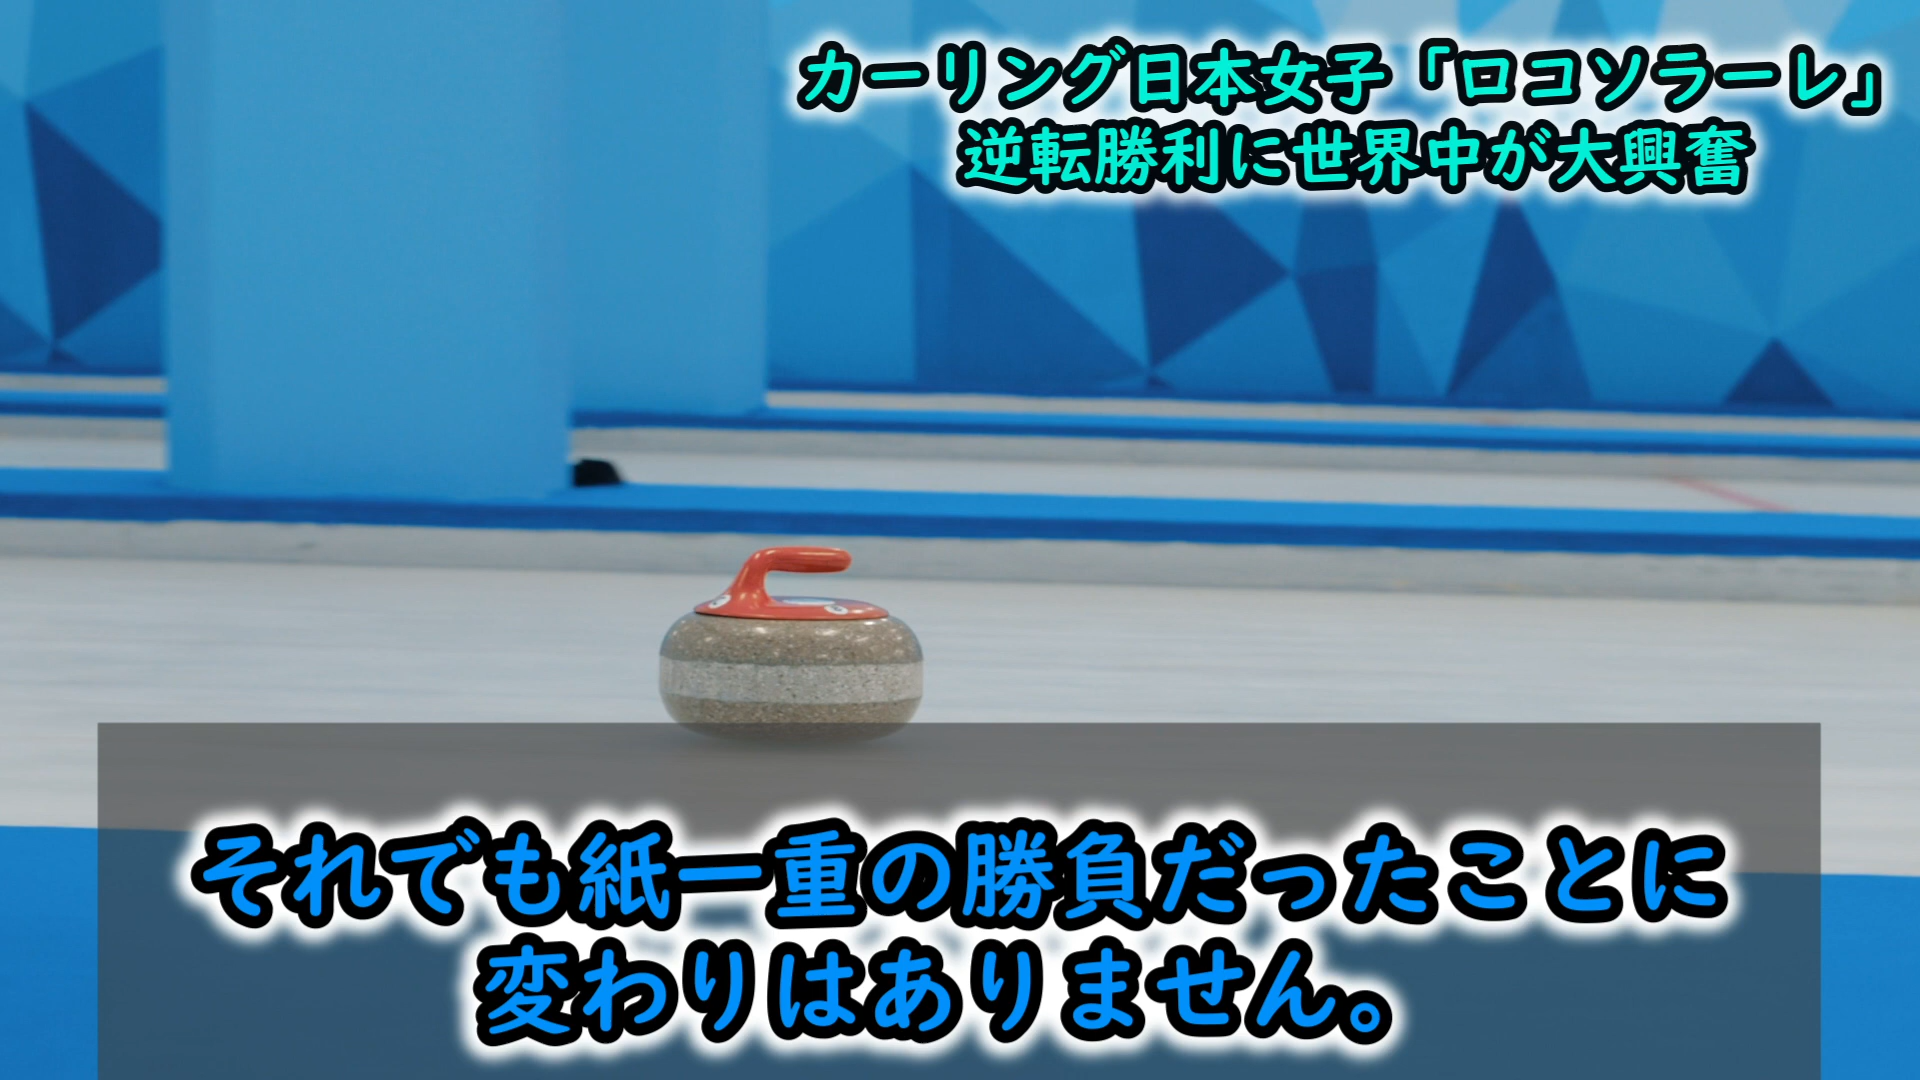 カーリング日本女子「ロコソラーレ」
逆転勝利に世界中が大興奮
それでも紙一重の勝負だったことに
変わりはありません。